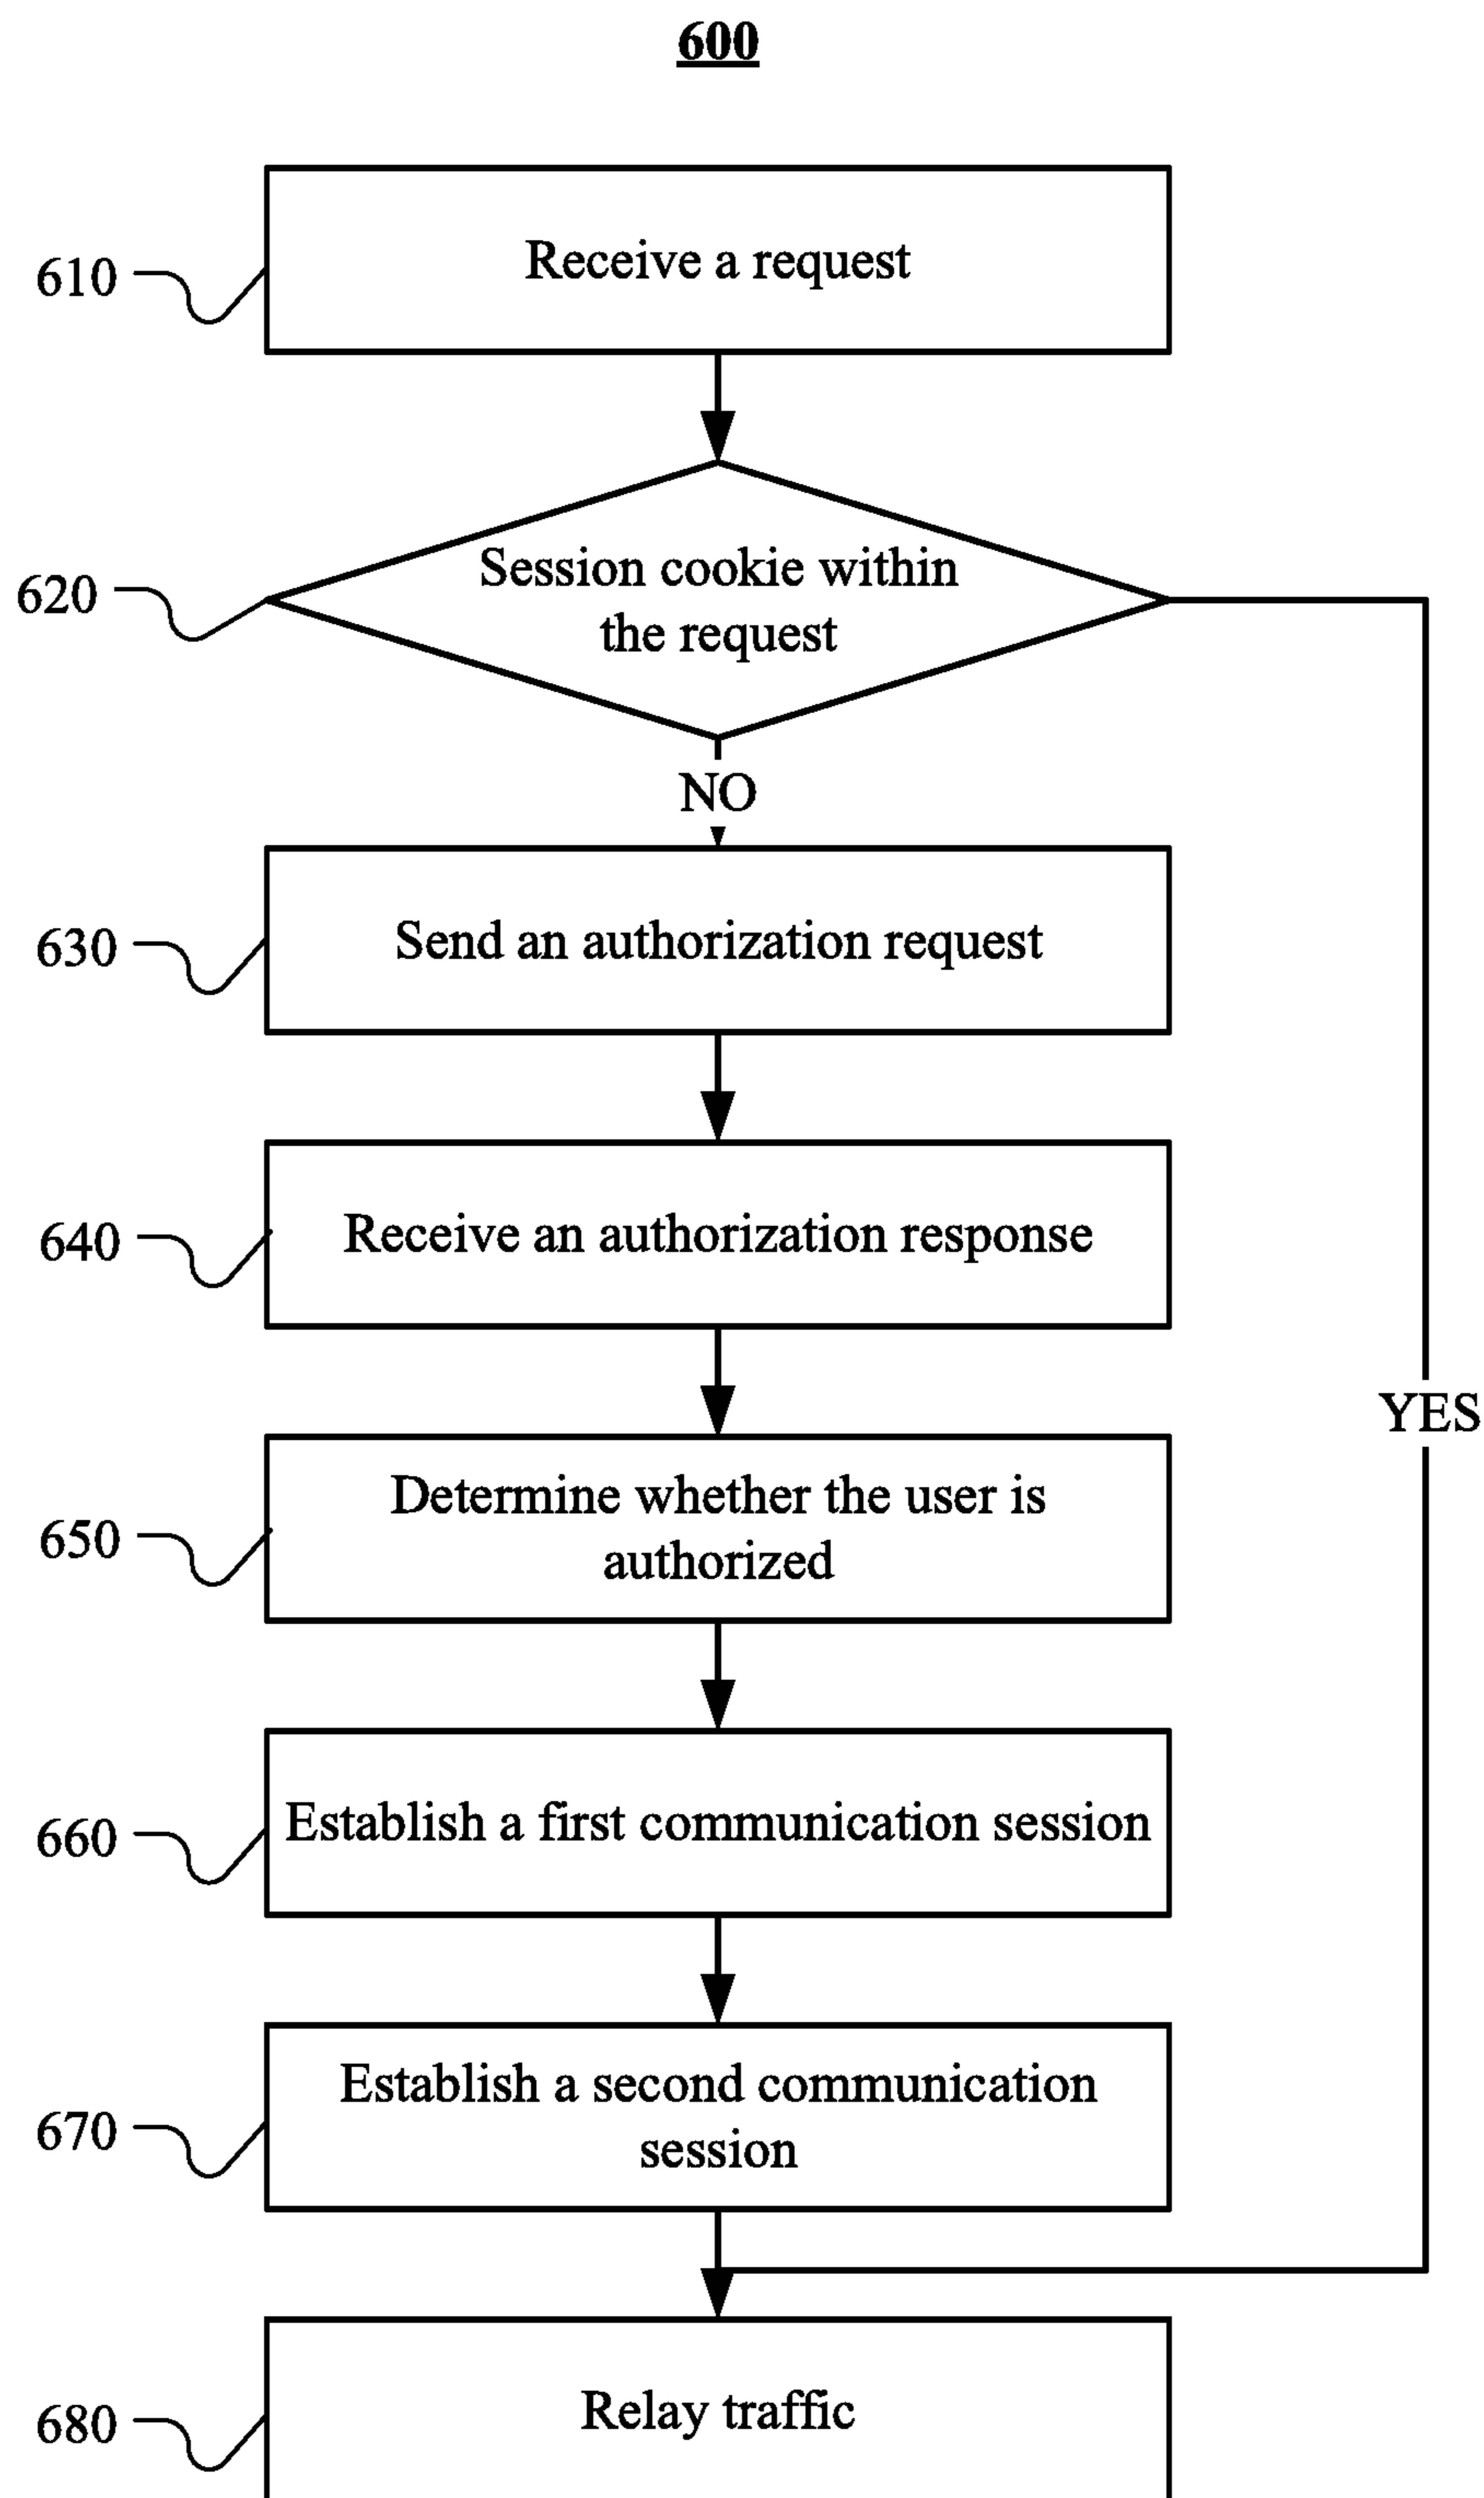 600
610
Receive a request
620
Session cookie within
the request
NO
630
Send an authorization request
640
Receive an authorization response
YES
650
Determine whether the user is
authorized
660
Establish a first communication session
670
Establish a second communication
session
680
Relay traffic